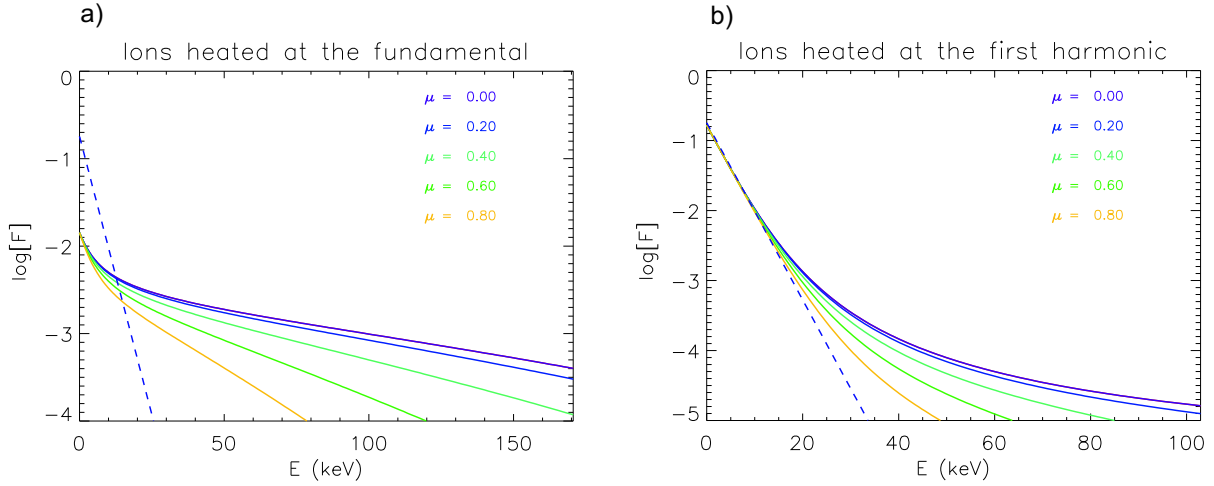 a)
Ions heated at the fundamental
0
−1
−2
−3
−4
log[F]
μ = 0.00
μ = 0.20
μ = 0.40
μ = 0.60
μ = 0.80
0 50 100 150
E (keV)
b)
Ions heated at the first harmonic
0
−1
−2
−3
−4
−5
log[F]
μ = 0.00
μ = 0.20
μ = 0.40
μ = 0.60
μ = 0.80
0 20 40 60 80 100
E (keV)